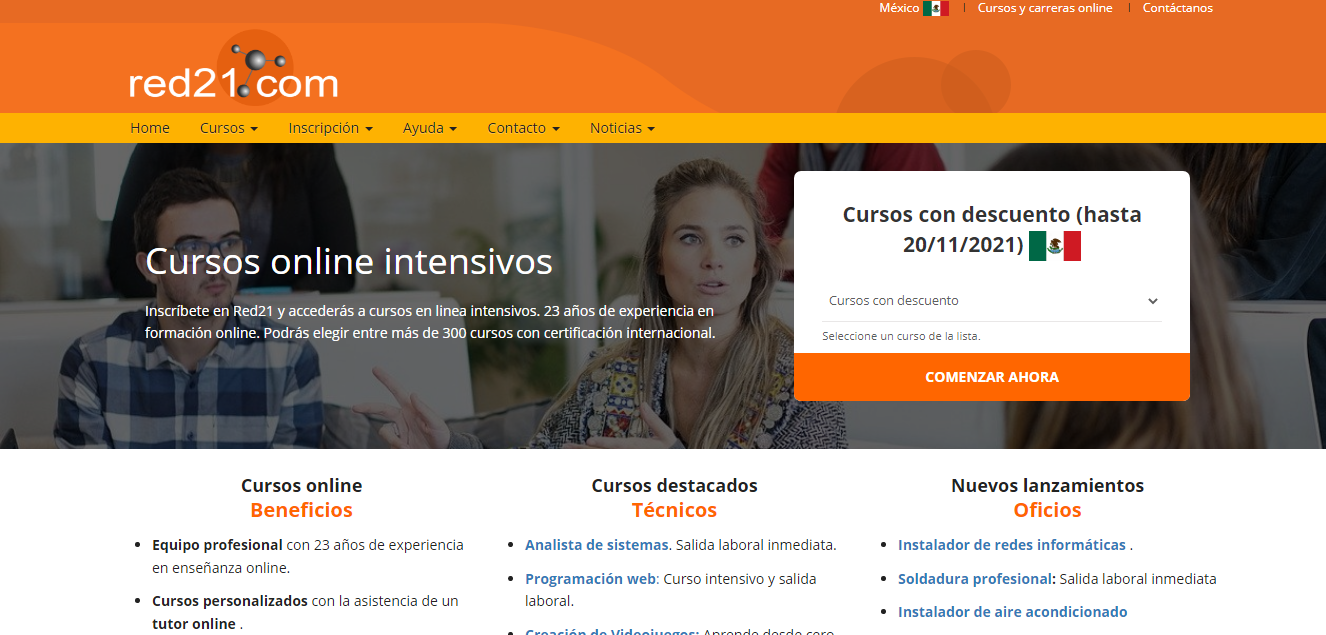 México | Cursos y carreras online | Contáctanos
red21.com
Home Cursos Inscripción Ayuda Contacto Noticias
Cursos online intensivos
Inscríbete en Red21 y accederás a cursos en linea intensivos. 23 años de experiencia en
formación online. Podrás elegir entre más de 300 cursos con certificación internacional.
Cursos con descuento (hasta
20/11/2021)
Cursos con descuento
Seleccione un curso de la lista.
COMENZAR AHORA
Cursos online
Beneficios
Equipo profesional con 23 años de experiencia
en enseñanza online.
Cursos personalizados con la asistencia de un
tutor online .
Cursos destacados
Técnicos
Analista de sistemas. Salida laboral inmediata.
Programación web: Curso intensivo y salida
laboral.
Creación de Videojuegos: Aprende desde cero
Nuevos lanzamientos
Oficios
Instalador de redes informáticas .
Soldadura profesional: Salida laboral inmediata
Instalador de aire acondicionado